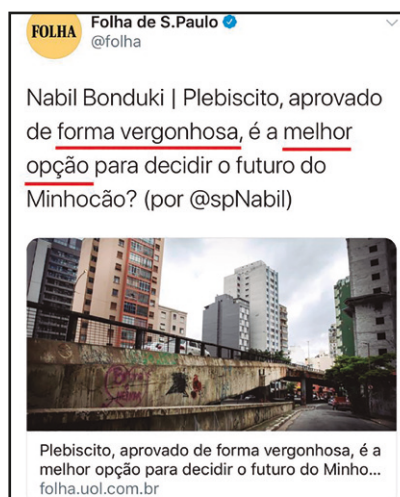 FOLHA
Folha de S.Paulo
@folha
Nabil Bonduki | Plebiscito, aprovado
de forma vergonhosa, é a melhor
opção para decidir o futuro do
Minhocão? (por @spNabil)
Plebiscito, aprovado de forma vergonhosa, é a
melhor opção para decidir o futuro do Minho...
folha.uol.com.br